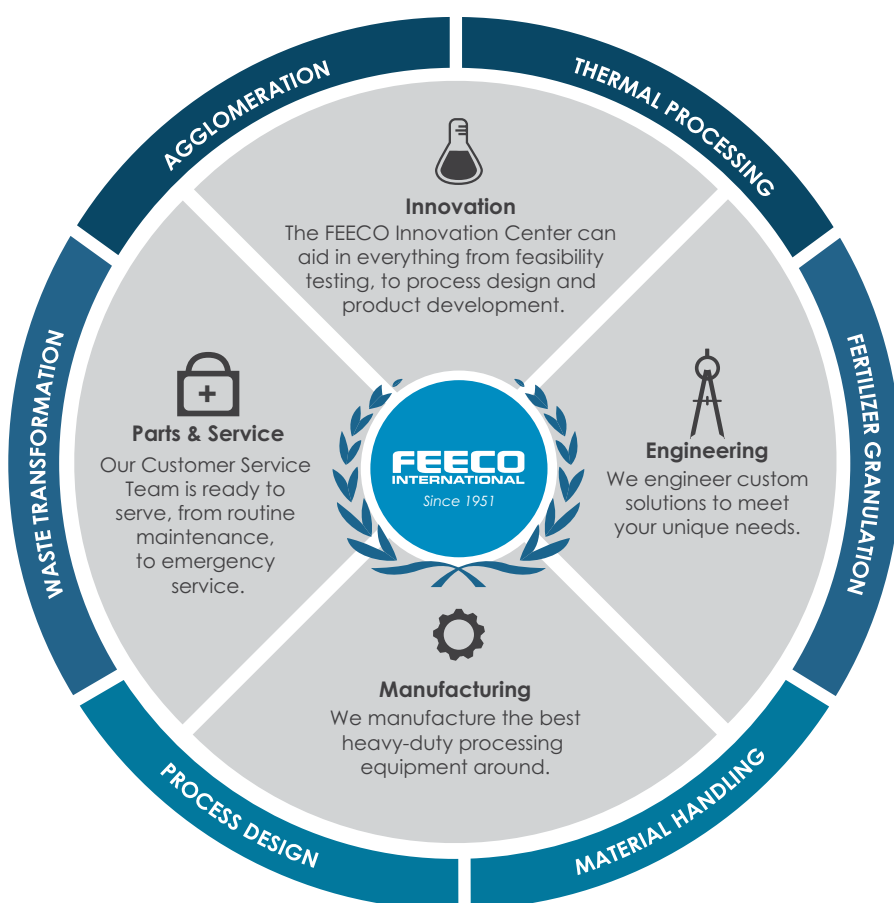 AGGLOMERATION
THERMAL PROCESSING
Innovation
The FEECO Innovation Center can
aid in everything from feasibility
testing, to process design and
product development.
WASTE TRANSFORMATION
Parts & Service
Our Customer Service
Team is ready to
serve, from routine
maintenance,
to emergency
service.
FEECO
INTERNATIONAL
Since 1951
Engineering
We engineer custom
solutions to meet
your unique needs.
FERTILIZER GRANULATION
Manufacturing
We manufacture the best
heavy-duty processing
equipment around.
PROCESS DESIGN
MATERIAL HANDLING